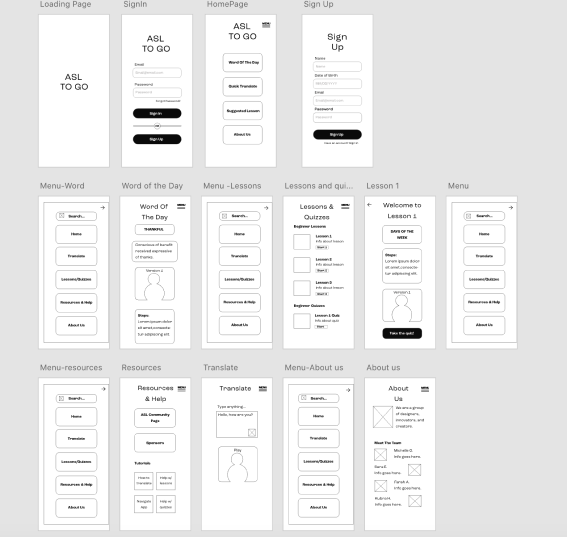 Loading Page
SignIn
HomePage
Sign Up
ASL
TO GO
ASL
TO GO
Email
Email@email.com
Password
Password
Forgot Password?
Sign In
Sign Up
ASL
TO GO
MENU
Word Of The Day
Quick Translate
Suggested Lesson
About Us
Sign
Up
Name
Name
Date of Birth
Email
Email@email.com
Password
Password
Sign Up
Have an account? Sign In
Menu-Word
Word of the Day
Menu -Lessons
Lessons and qui...
Lesson 1
Menu
Search...
Home
Translate
Lessons/Quizzes
Resources & Help
About Us
Word Of
The Day
MENU
THANKFUL
Conscious of benefit
received expressive
of thanks
Version 1
Steps:
Lorem ipsum dolor
sit amet,consecte
tur adipiscing elit
Search...
Home
Translate
Lessons/Quizzes
Resources & Help
About Us
Lessons &
Quizzes
MENU
Beginner Lessons
Lesson 1
Info about lesson
Lesson 2
Info about lesson
Lesson 3
Info about lesson
Beginner Quizzes
Lesson 1 Quiz
Info about quiz
Start
Welcome to
Lesson 1
DAYS OF THE
WEEK
Steps:
Lorem ipsum dolor
sit amet,consecte
tur adipiscing elit
Version 1
Take the quiz!
Search...
Home
Translate
Lessons/Quizzes
Resources & Help
About Us
Menu-resources
Resources
Translate
Menu-About us
About us
Search...
Home
Translate
Lessons/Quizzes
Resources & Help
About Us
Resources
& Help
MENU
ASL Community
Page
Sponsors
Tutorials
How to
translate
Help w/
lessons
Navigate
App
Help w/
quizzes
Translate
MENU
Type anything...
Hello, how are you?
Play
Search...
Home
Translate
Lessons/Quizzes
Resources & Help
About Us
About
Us
MENU
We are a group
of designers,
innovators, and
creators.
Meet The Team
Michelle G.
Info goes here.
Sara E.
Info goes here.
Farah A.
Info goes here.
Info goes here.